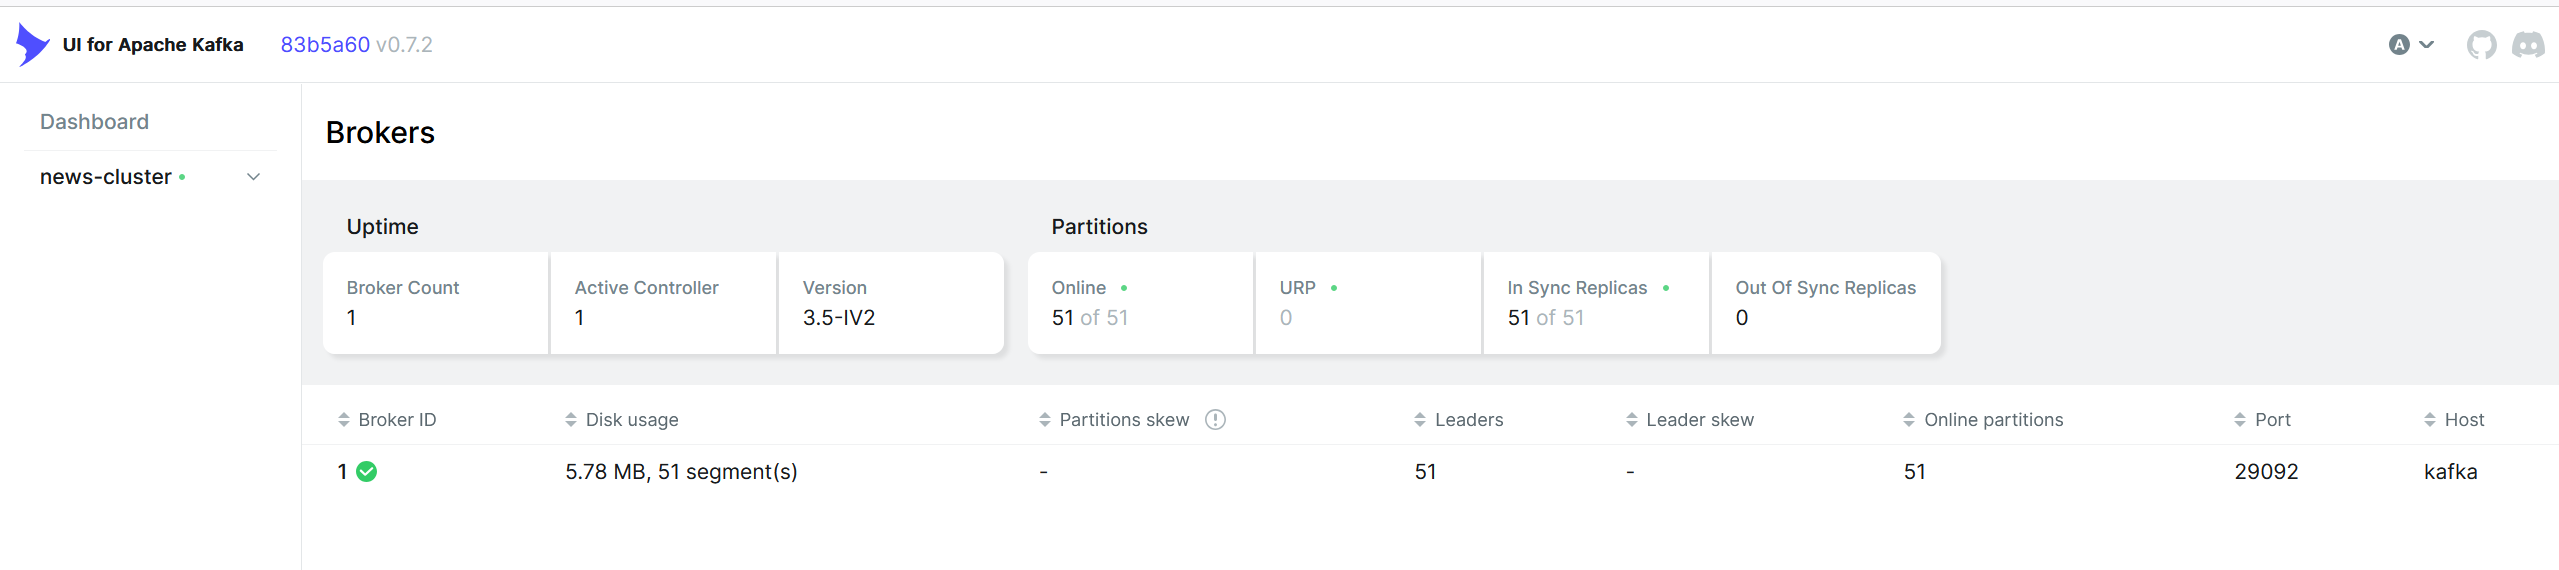 UI for Apache Kafka 83b5a60 v0.7.2 A
Dashboard
news-cluster
Brokers
Uptime
Broker Count
1
Active Controller
1
Version
3.5-IV2
Partitions
Online
51 of 51
URP
0
In Sync Replicas
51 of 51
Out Of Sync Replicas
0
Broker ID Disk usage Partitions skew Leaders Leader skew Online partitions Port Host
1 5.78 MB, 51 segment(s) - 51 - 51 29092 kafka